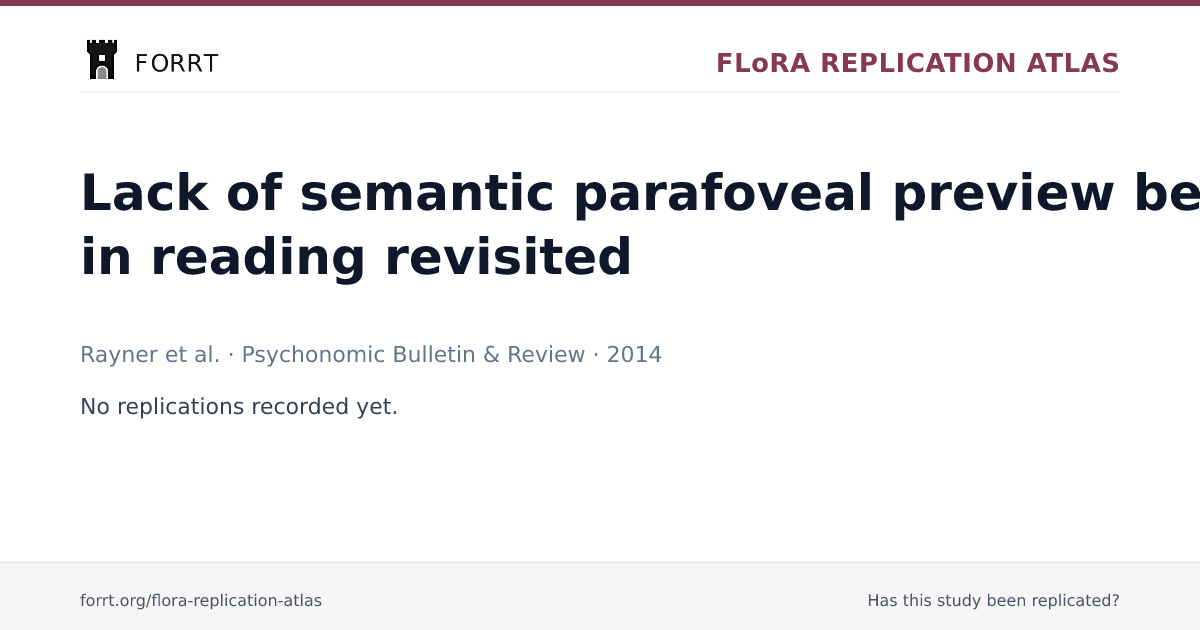 FORRT
FLoRA REPLICATION ATLAS
Lack of semantic parafoveal preview be
in reading revisited
Rayner et al. · Psychonomic Bulletin & Review · 2014
No replications recorded yet.
forrt.org/flora-replication-atlas
Has this study been replicated?